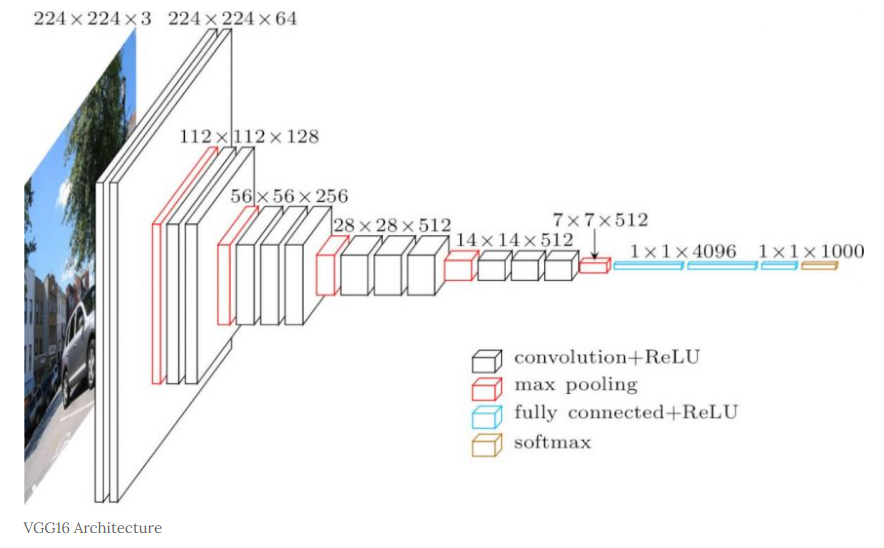 224×224×3
224×224×64
112×112×128
56×56×256
28×28×512
14×14×512
7×7×512
1×1×4096
1×1×1000
convolution+ReLU
max pooling
fully connected+ReLU
softmax
VGG16 Architecture